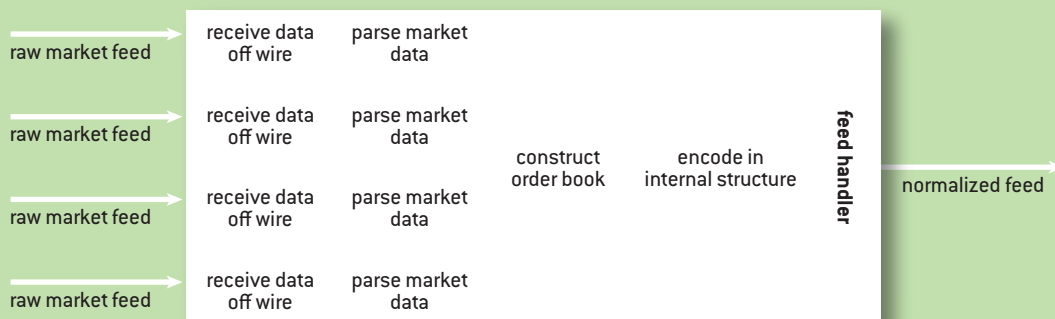 raw market feed
receive data
off wire
parse market
data
raw market feed
receive data
off wire
parse market
data
raw market feed
receive data
off wire
parse market
data
raw market feed
receive data
off wire
parse market
data
construct
order book
encode in
internal structure
feed handler
normalized feed